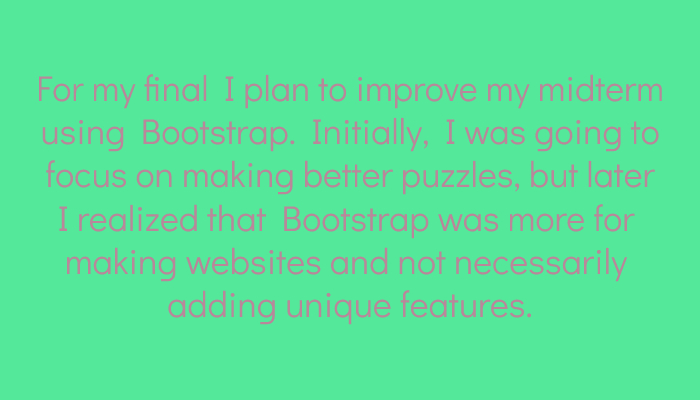 For my final I plan to improve my midterm
using Bootstrap. Initially, I was going to
focus on making better puzzles, but later
I realized that Bootstrap was more for
making websites and not necessarily
adding unique features.